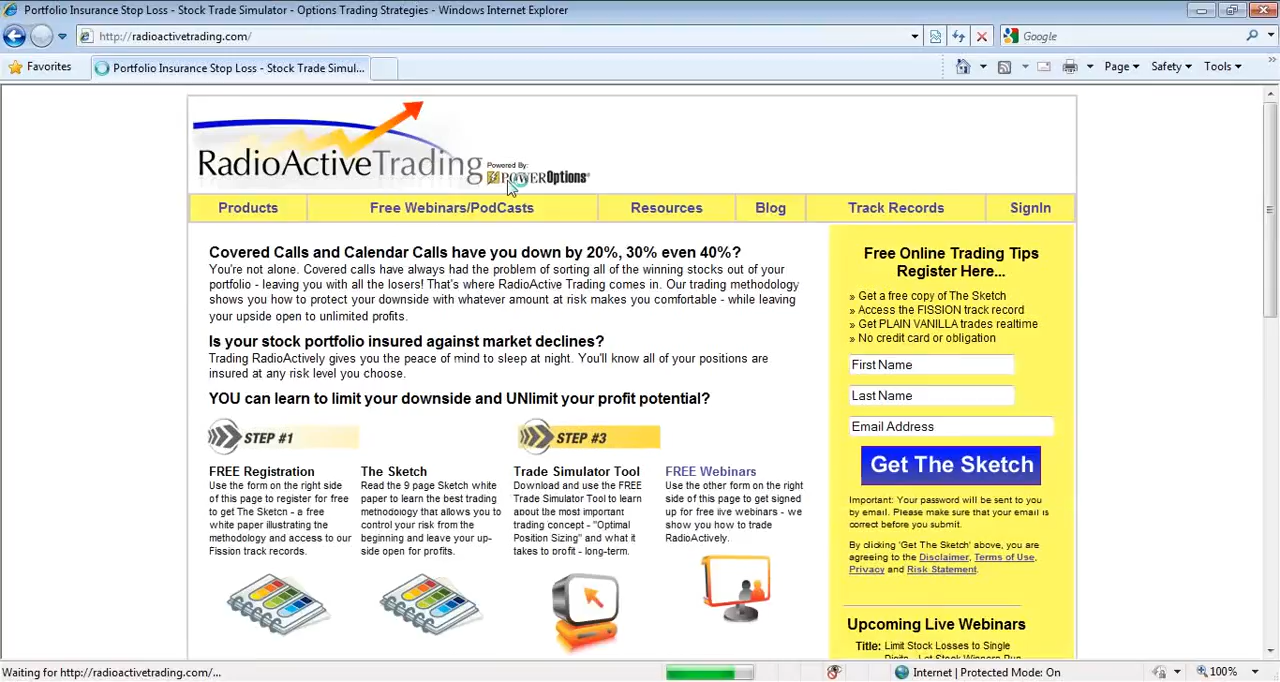 Portfolio Insurance Stop Loss - Stock Trade Simulator - Options Trading Strategies - Windows Internet Explorer
http://radioactivetrading.com/
Google
Favorites
Portfolio Insurance Stop Loss - Stock Trade Simul...
Page
Safety
Tools
RadioActiveTrading
Powered By:
POWEROptions®
Products
Free Webinars/PodCasts
Resources
Blog
Track Records
SignIn
Covered Calls and Calendar Calls have you down by 20%, 30% even 40%?
You're not alone. Covered calls have always had the problem of sorting all of the winning stocks out of your
portfolio - leaving you with all the losers! That's where RadioActive Trading comes in. Our trading methodology
shows you how to protect your downside with whatever amount at risk makes you comfortable - while leaving
your upside open to unlimited profits.
Is your stock portfolio insured against market declines?
Trading RadioActively gives you the peace of mind to sleep at night. You'll know all of your positions are
insured at any risk level you choose.
YOU can learn to limit your downside and UNlimit your profit potential?
STEP #1
STEP #3
FREE Registration
Use the form on the right side
of this page to register for free
to get The Sketch - a free
white paper illustrating the
methodology and access to our
Fission track records.
The Sketch
Read the 9 page Sketch white
paper to learn the best trading
methodology that allows you to
control your risk from the
beginning and leave your up-
side open for profits.
Trade Simulator Tool
Download and use the FREE
Trade Simulator Tool to learn
about the most important
trading concept - "Optimal
Position Sizing" and what it
takes to profit - long-term.
FREE Webinars
Use the other form on the right
side of this page to get signed
up for free live webinars - we
show you how to trade
RadioActively.
Free Online Trading Tips
Register Here...
» Get a free copy of The Sketch
» Access the FISSION track record
» Get PLAIN VANILLA trades realtime
» No credit card or obligation
First Name
Last Name
Email Address
Get The Sketch
Important: Your password will be sent to you
by email. Please make sure that your email is
correct before you submit.
By clicking 'Get The Sketch' above, you are
agreeing to the Disclaimer, Terms of Use,
Privacy and Risk Statement.
Upcoming Live Webinars
Title: Limit Stock Losses to Single
Digits - Let Stock Winners Run
Waiting for http://radioactivetrading.com/...
Internet | Protected Mode: On
100%